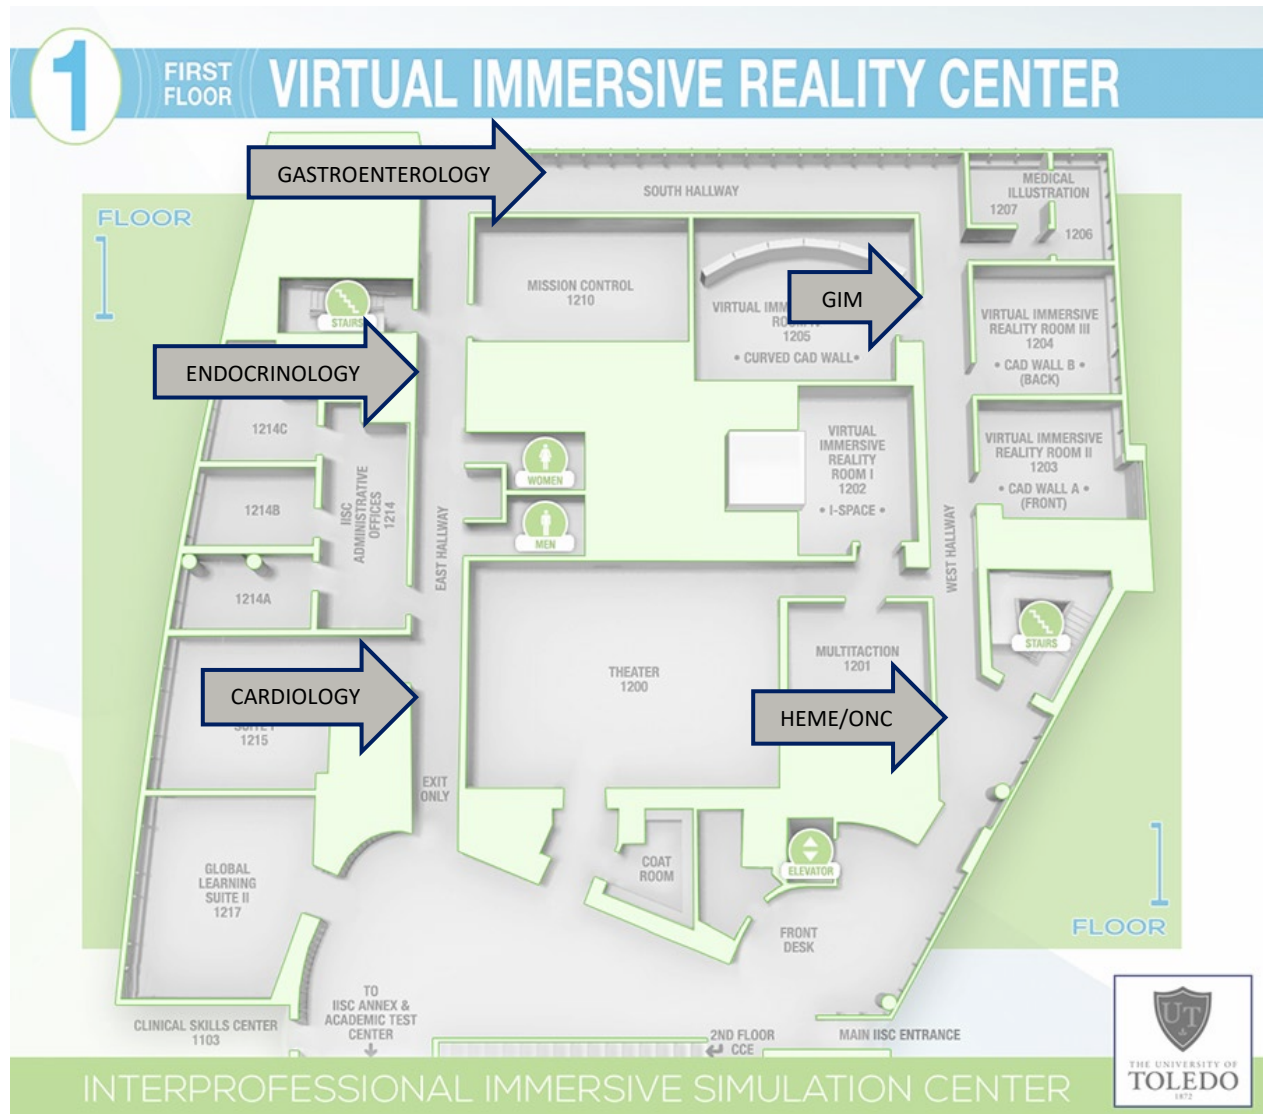 1
FIRST
FLOOR
VIRTUAL IMMERSIVE REALITY CENTER
GASTROENTEROLOGY
SOUTH HALLWAY
MEDICAL
ILLUSTRATION
1207
1206
FLOOR
1
MISSION CONTROL
1210
STAIRS
VIRTUAL IMM
1205
• CURVED CAD WALL •
GIM
VIRTUAL IMMERSIVE
REALITY ROOM III
1204
• CAD WALL B •
(BACK)
ENDOCRINOLOGY
1214C
1214B
1214A
IISC
ADMINISTRATIVE
OFFICES
1214
EAST HALLWAY
WOMEN
MEN
VIRTUAL
IMMERSIVE
REALITY
ROOM I
1202
• I-SPACE •
VIRTUAL IMMERSIVE
REALITY ROOM II
1203
• CAD WALL A •
(FRONT)
WEST HALLWAY
STAIRS
THEATER
1200
MULTITACTION
1201
CARDIOLOGY
1215
HEME/ONC
EXIT
ONLY
GLOBAL
LEARNING
SUITE II
1217
COAT
ROOM
ELEVATOR
FRONT
DESK
1
FLOOR
TO
IISC ANNEX &
ACADEMIC TEST
CENTER
CLINICAL SKILLS CENTER
1103
2ND FLOOR
CCE
MAIN IISC ENTRANCE
INTERPROFESSIONAL IMMERSIVE SIMULATION CENTER
UT
THE UNIVERSITY OF
TOLEDO
1872